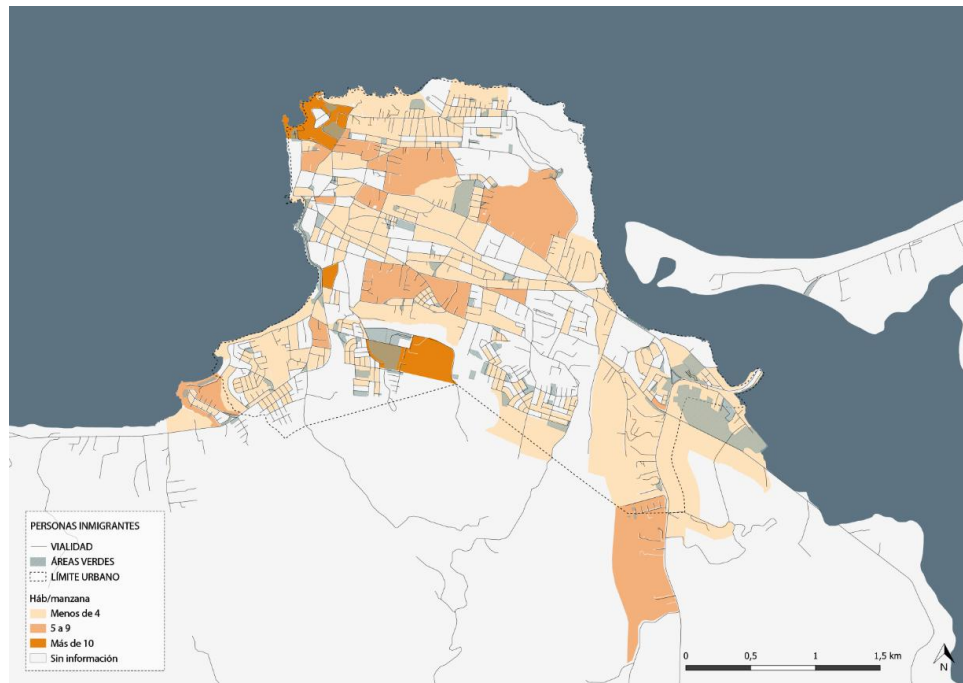 PERSONAS INMIGRANTES
VIALIDAD
ÁREAS VERDES
LÍMITE URBANO
Háb/manzana
Menos de 4
5 a 9
Más de 10
Sin información
0 0,5 1 1,5 km
N